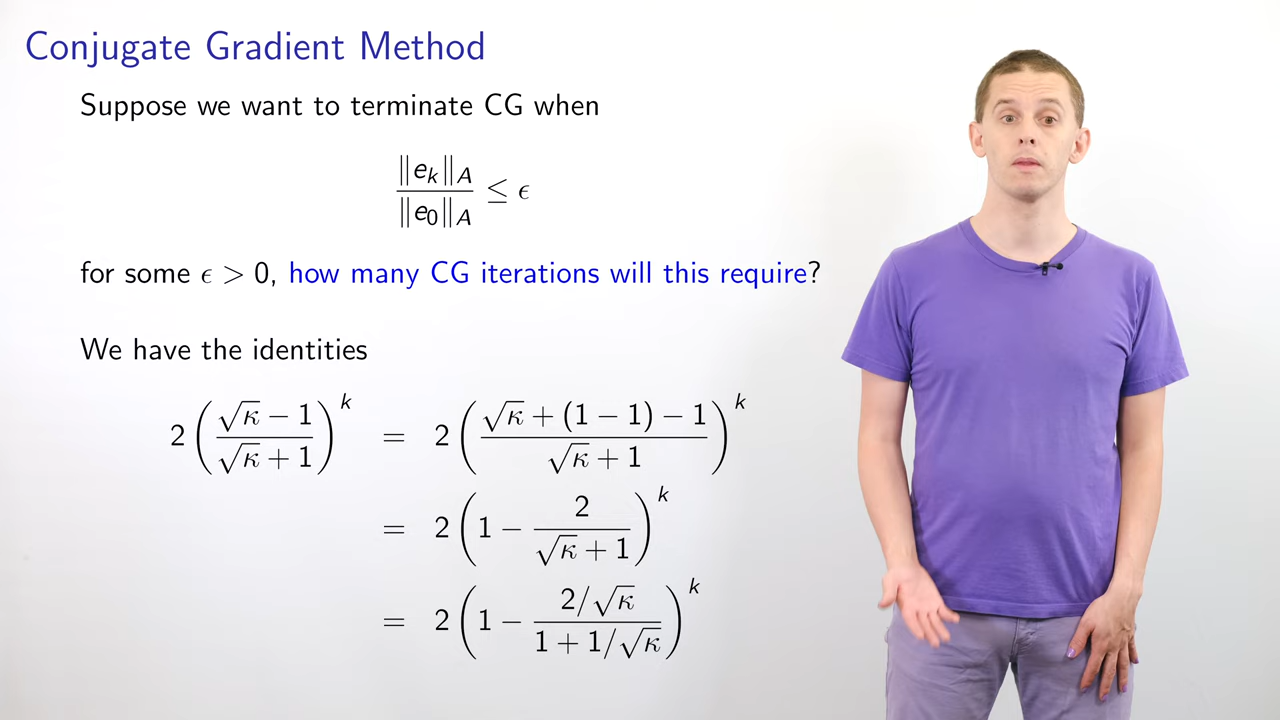 Conjugate Gradient Method
Suppose we want to terminate CG when
‖e_k‖_A / ‖e_0‖_A ≤ ϵ
for some ϵ > 0, how many CG iterations will this require?
We have the identities
2 ( (√κ − 1) / (√κ + 1) )^k = 2 ( (√κ + (1 − 1) − 1) / (√κ + 1) )^k
= 2 ( 1 − 2 / (√κ + 1) )^k
= 2 ( 1 − (2/√κ) / (1 + 1/√κ) )^k